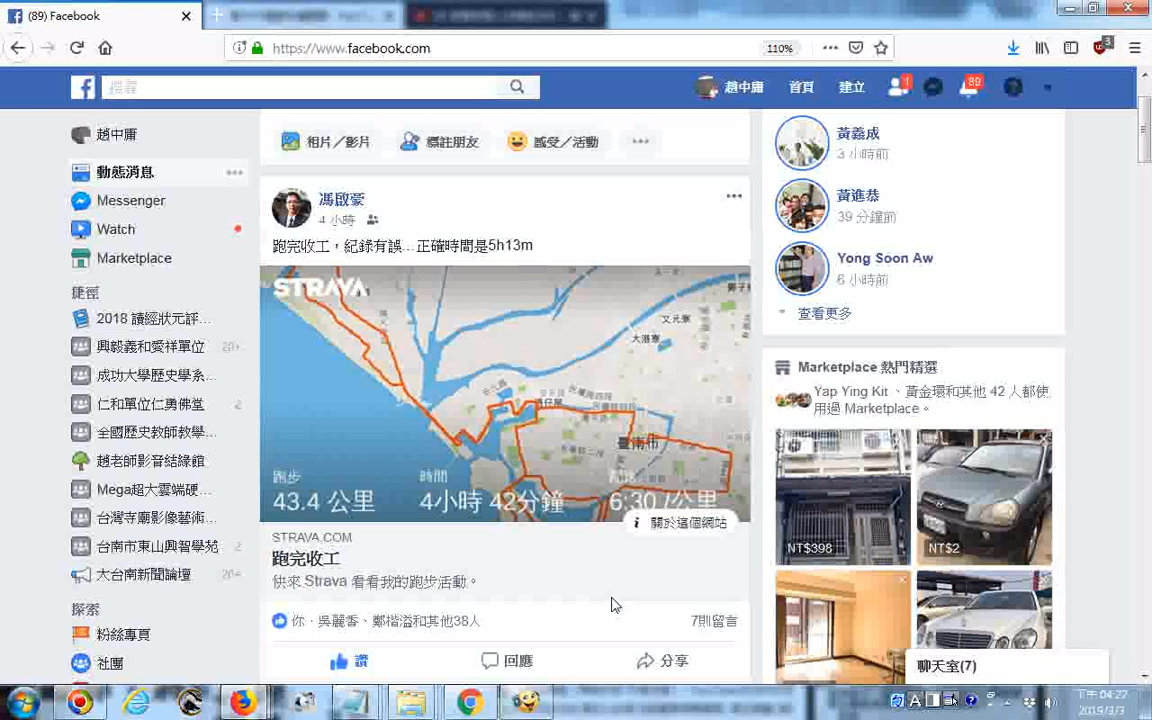 (89) Facebook
https://www.facebook.com
110%
3
搜尋
趙中庸
首頁
建立
1
89
趙中庸
動態消息
Messenger
Watch
Marketplace
捷徑
2018 讀經狀元評...
興毅義和愛祥單位 20+
成功大學歷史學系...
仁和單位仁勇佛堂 2
全國歷史教師教學...
趙老師影音結緣館
Mega超大雲端硬...
台灣寺廟影像藝術...
台南市東山興智學苑 2
大台南新聞論壇 20+
探索
粉絲專頁
社團
相片／影片
標註朋友
感受／活動
馮啟豪
4 小時
跑完收工，紀錄有誤...正確時間是5h13m
STRAVA
文元寮
大港寮
臺南市
跑步
時間
43.4 公里
4小時 42分鐘
6:30 /公里
關於這個網站
STRAVA.COM
跑完收工
快來 Strava 看看我的跑步活動。
你、吳麗香、鄭楷溢和其他38人
7則留言
讚
回應
分享
黃義成
3 小時前
黃進恭
39 分鐘前
Yong Soon Aw
6 小時前
查看更多
Marketplace 熱門精選
Yap Ying Kit 、黃金環和其他 42 人都使
用過 Marketplace。
NT$398
NT$2
聊天室(7)
下午 04:22
2019/3/3